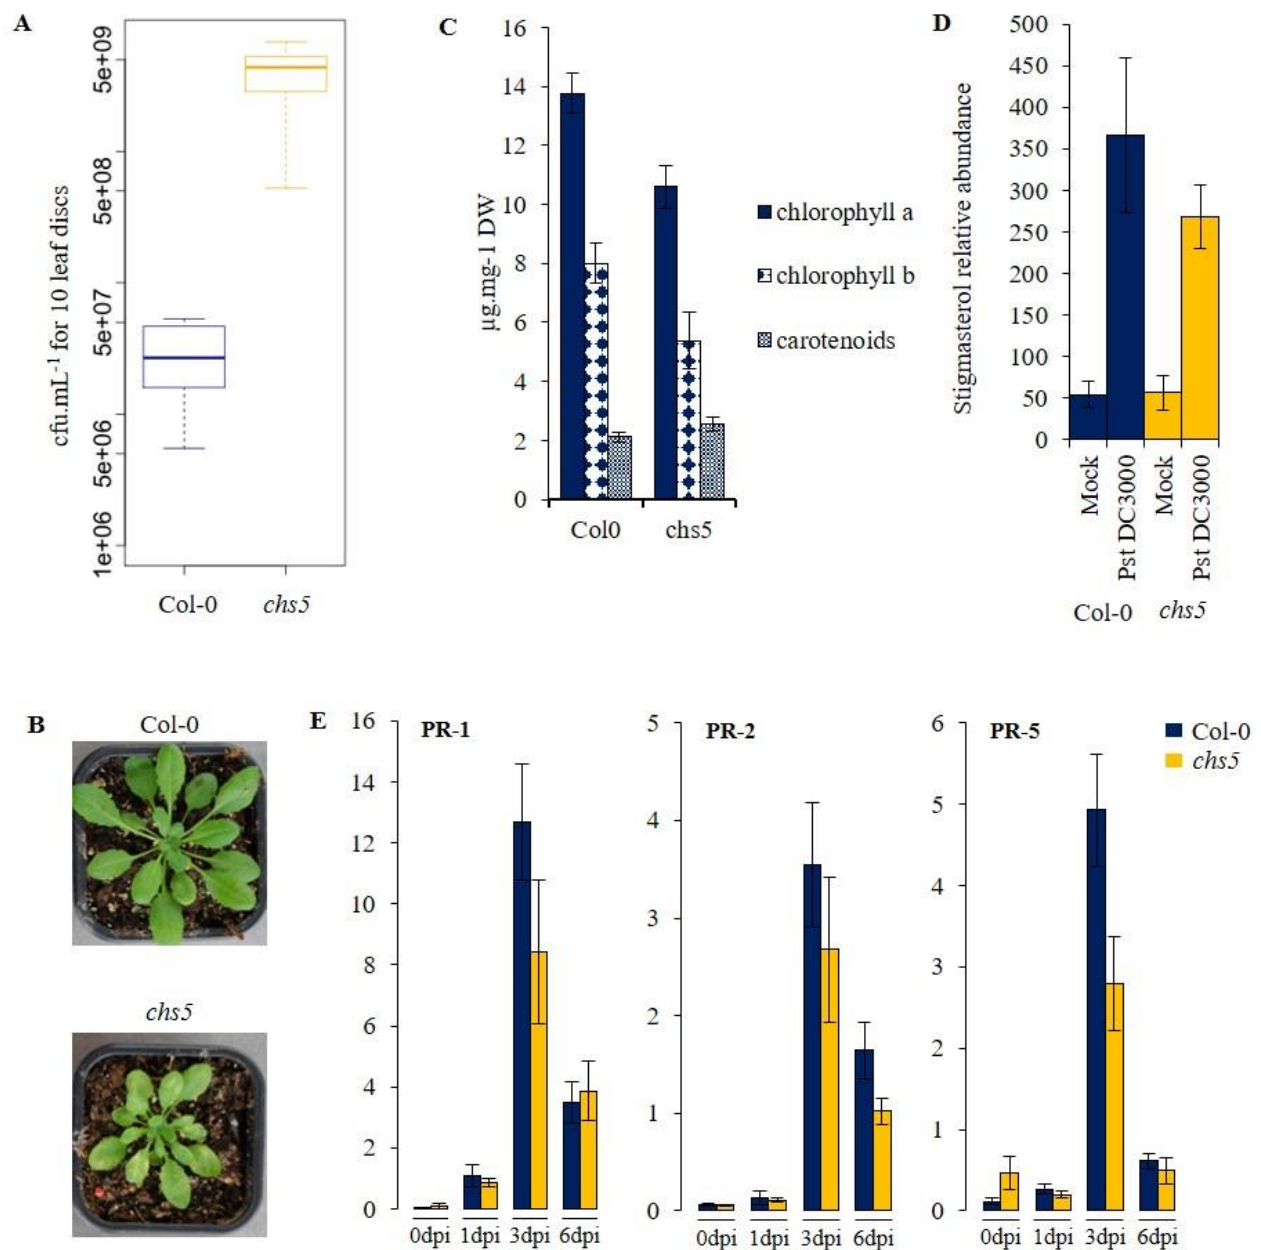 A
cfu.mL-1 for 10 leaf discs
5e+09
5e+08
5e+07
5e+06
1e+06
Col-0 chs5
C
µg.mg-1 DW
16
14
12
10
8
6
4
2
0
Col0 chs5
chlorophyll a
chlorophyll b
carotenoids
D
Stigmasterol relative abundance
500
450
400
350
300
250
200
150
100
50
0
Mock
Pst DC3000
Mock
Pst DC3000
Col-0 chs5
B
Col-0
chs5
E
PR-1
16
14
12
10
8
6
4
2
0
0dpi 1dpi 3dpi 6dpi
PR-2
5
4
3
2
1
0
0dpi 1dpi 3dpi 6dpi
PR-5
6
5
4
3
2
1
0
0dpi 1dpi 3dpi 6dpi
Col-0
chs5